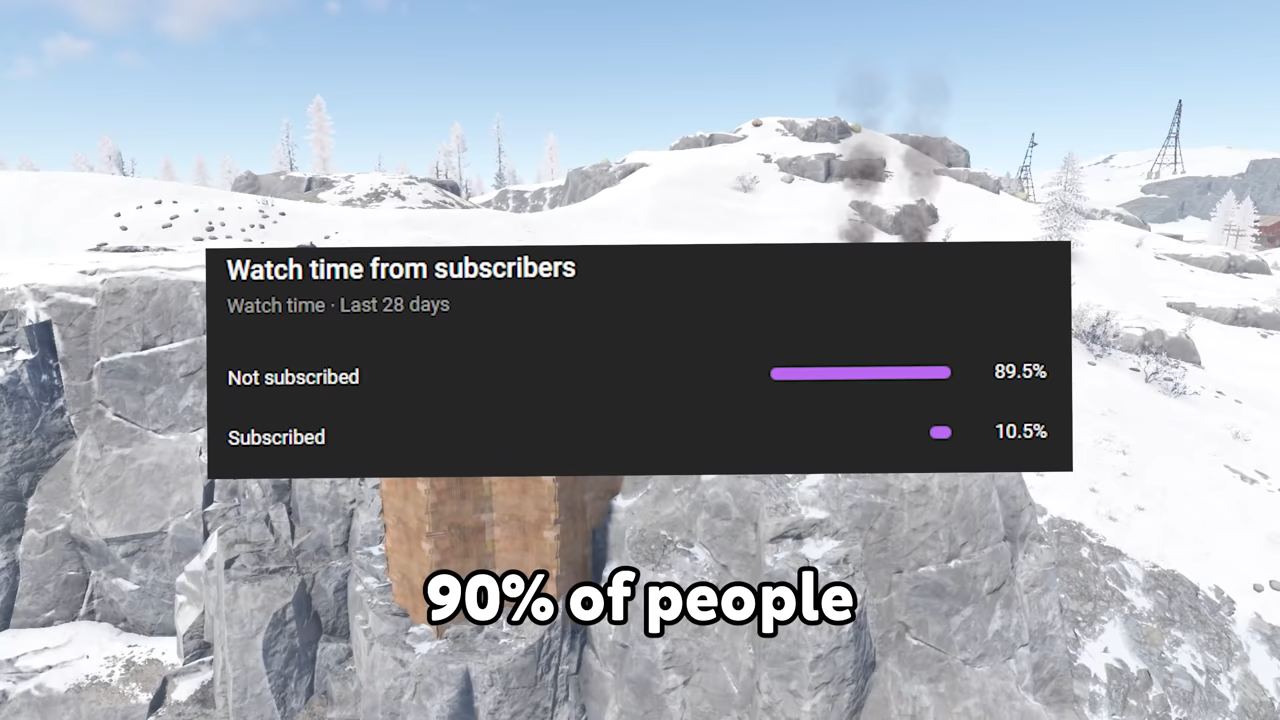 Watch time from subscribers
Watch time · Last 28 days
Not subscribed 89.5%
Subscribed 10.5%
90% of people